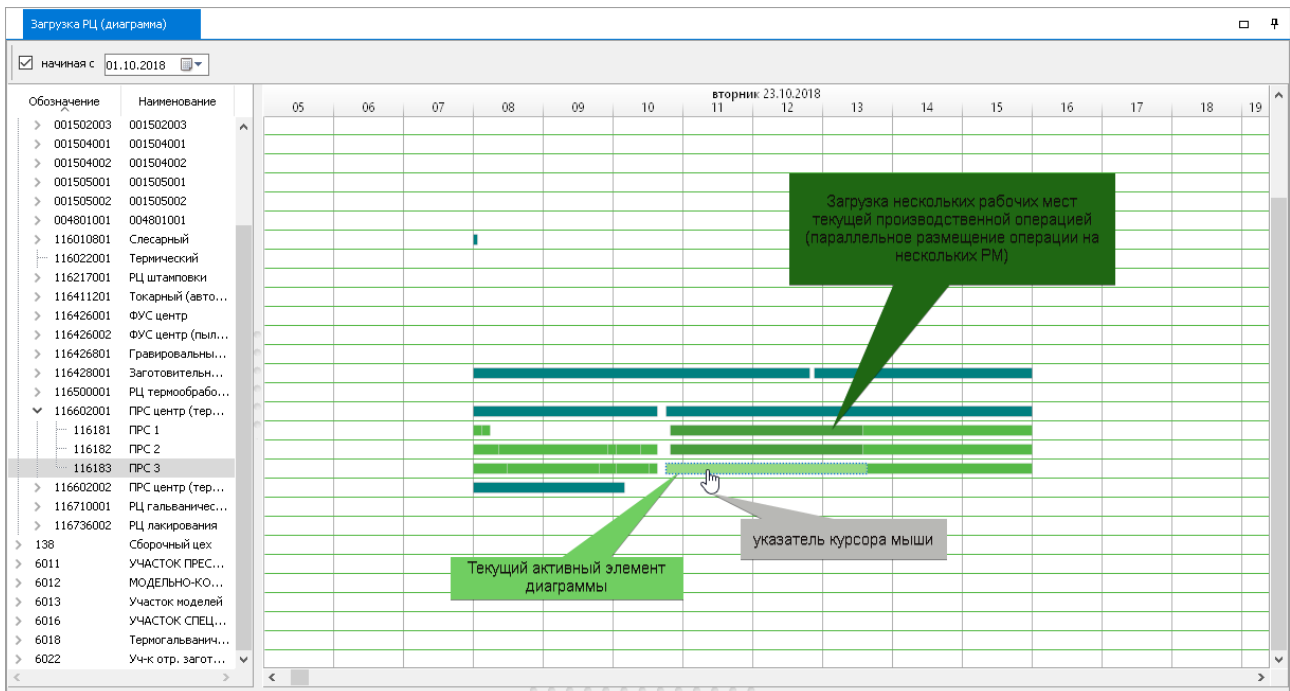 Загрузка РЦ (диаграмма)
начиная с 01.10.2018
Обозначение Наименование
вторник 23.10.2018
05 06 07 08 09 10 11 12 13 14 15 16 17 18 19
001502003 001502003
001504001 001504001
001504002 001504002
001505001 001505001
001505002 001505002
004801001 004801001
116010801 Слесарный
116022001 Термический
116217001 РЦ штамповки
116411201 Токарный (авто...
116426001 ФУС центр
116426002 ФУС центр (пыл...
116426801 Гравировальны...
116428001 Заготовительн...
116500001 РЦ термообрабо...
116602001 ПРС центр (тер...
116181 ПРС 1
116182 ПРС 2
116183 ПРС 3
116602002 ПРС центр (тер...
116710001 РЦ гальваничес...
116736002 РЦ лакирования
138 Сборочный цех
6011 УЧАСТОК ПРЕС...
6012 МОДЕЛЬНО-КО...
6013 Участок моделей
6016 УЧАСТОК СПЕЦ...
6018 Термогальванич...
6022 Уч-к отр. загот...
Загрузка нескольких рабочих мест
текущей производственной операцией
(параллельное размещение операции на
нескольких РМ)
указатель курсора мыши
Текущий активный элемент
диаграммы